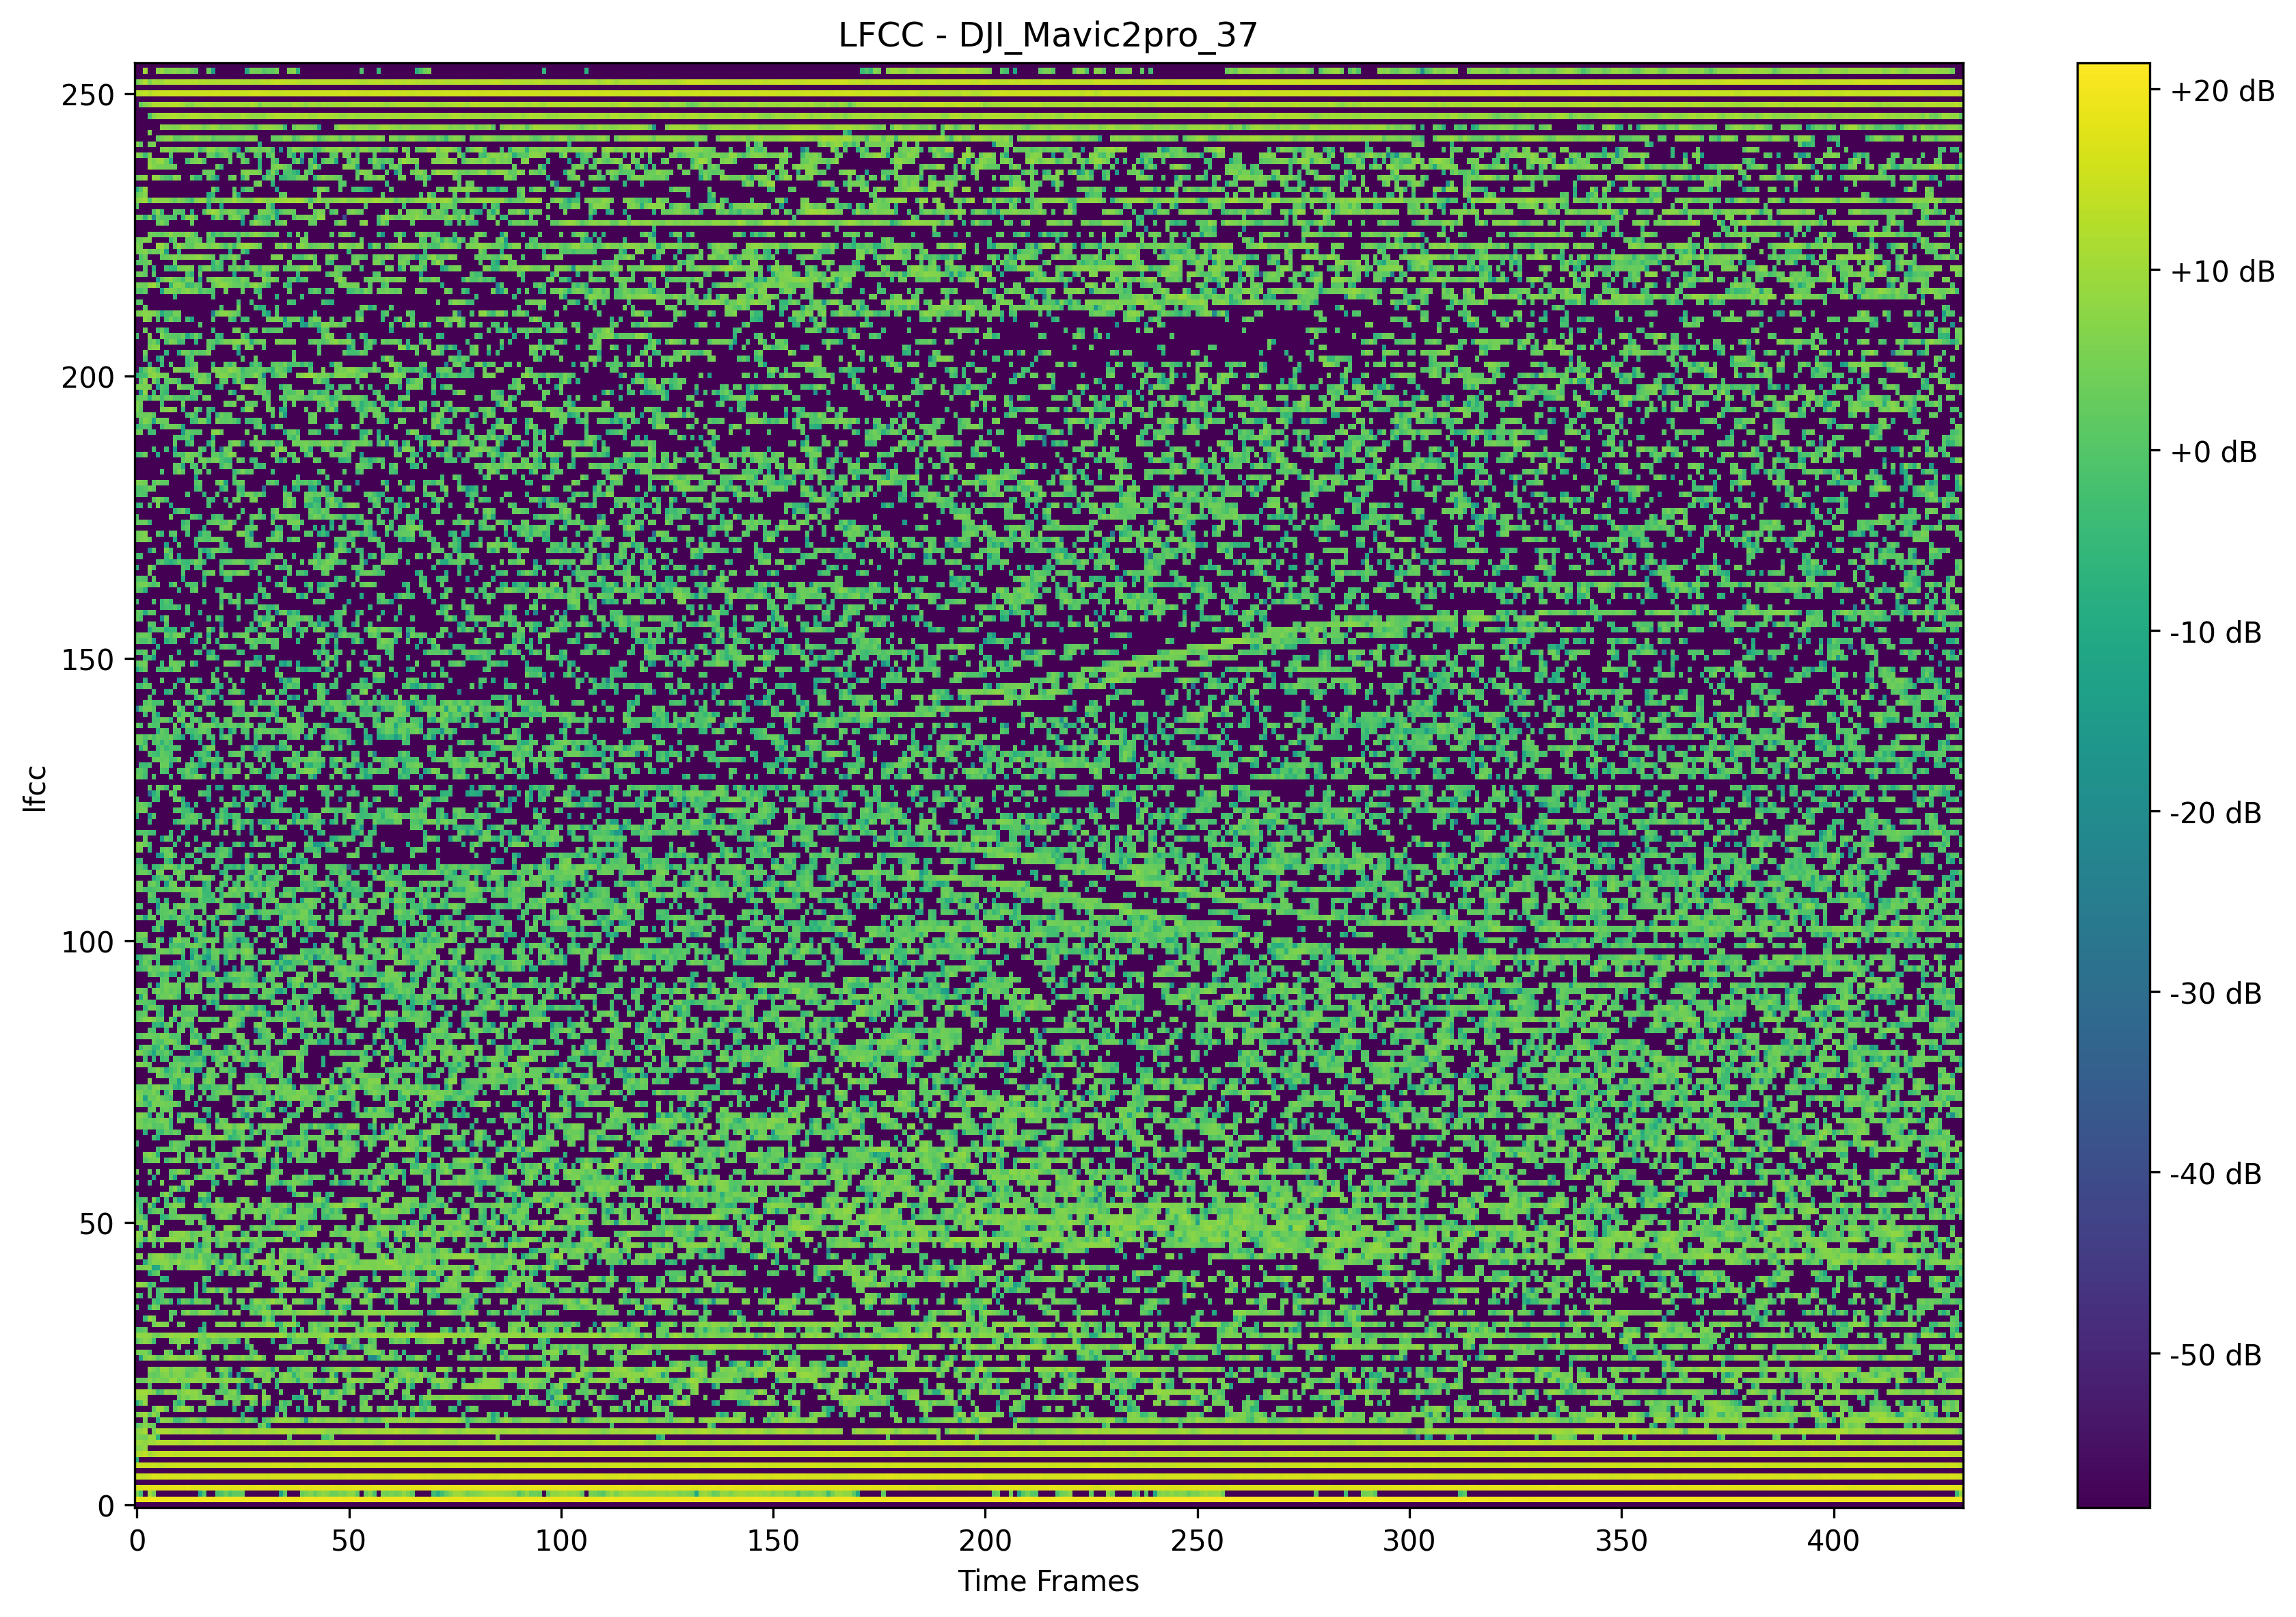 LFCC - DJI_Mavic2pro_37
250
200
150
100
50
0
lfcc
0 50 100 150 200 250 300 350 400
Time Frames
+20 dB
+10 dB
+0 dB
-10 dB
-20 dB
-30 dB
-40 dB
-50 dB